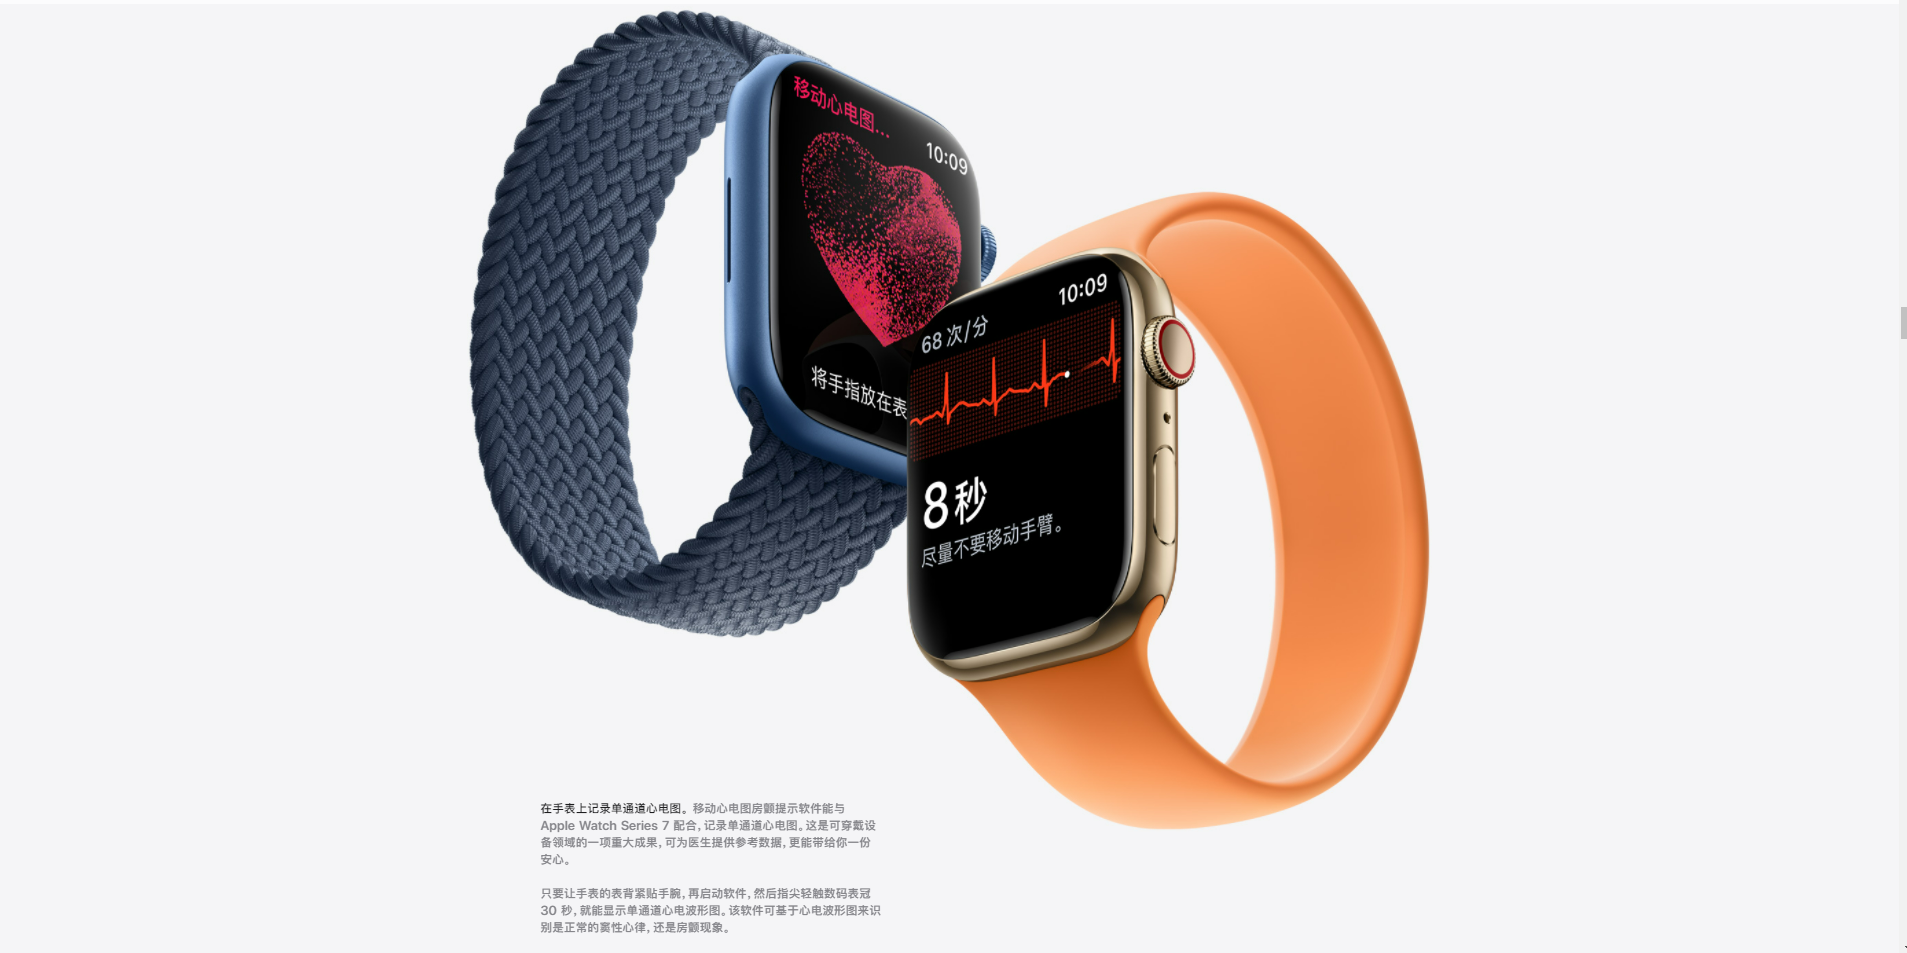 移动心电图...
10:09
将手指放在表
10:09
68 次/分
8秒
尽量不要移动手臂。
在手表上记录单通道心电图。移动心电图房颤提示软件能与
Apple Watch Series 7 配合，记录单通道心电图。这是可穿戴设
备领域的一项重大成果，可为医生提供参考数据，更能带给你一份
安心。
只要让手表的表背紧贴手腕，再启动软件，然后指尖轻触数码表冠
30 秒，就能显示单通道心电波形图。该软件可基于心电波形图来识
别是正常的窦性心律，还是房颤现象。